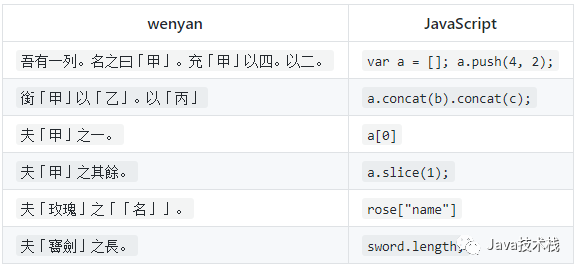 wenyan JavaScript
吾有一列。名之曰「甲」。充「甲」以四。以二。 var a = []; a.push(4, 2);
銜「甲」以「乙」。以「丙」 a.concat(b).concat(c);
夫「甲」之一。 a[0]
夫「甲」之其餘。 a.slice(1);
夫「玫瑰」之「「名」」。 rose["name"]
夫「寶劍」之長。 sword.length;
Java技术栈